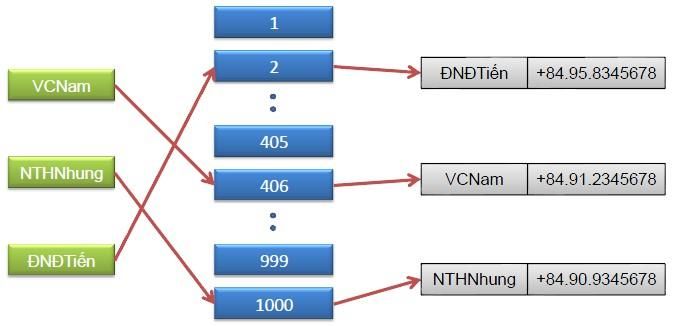 VCNam
NTHNhung
ĐNĐTiến
1
2
405
406
999
1000
ĐNĐTiến +84.95.8345678
VCNam +84.91.2345678
NTHNhung +84.90.9345678